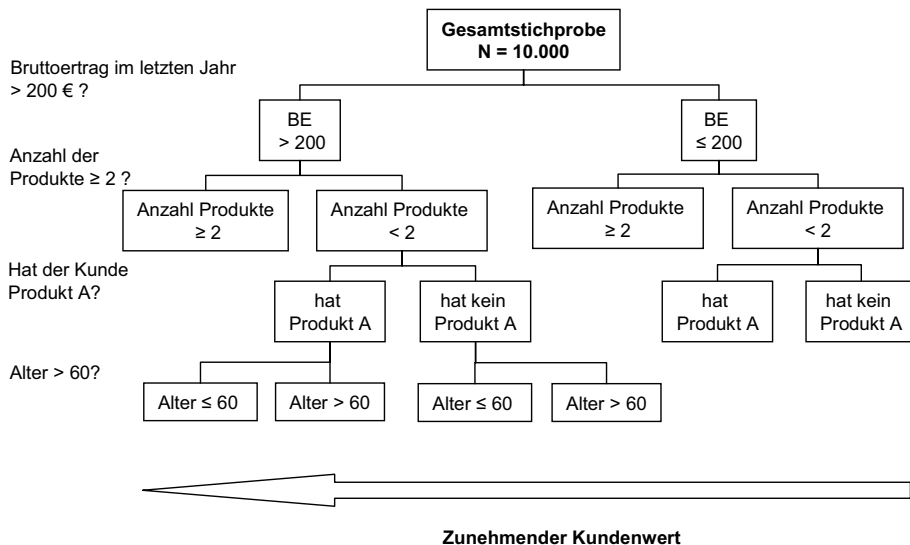 Gesamtstichprobe
N = 10.000
Bruttoertrag im letzten Jahr
> 200 € ?
BE
> 200
BE
≤ 200
Anzahl der
Produkte ≥ 2 ?
Anzahl Produkte
≥ 2
Anzahl Produkte
< 2
Anzahl Produkte
≥ 2
Anzahl Produkte
< 2
Hat der Kunde
Produkt A?
hat
Produkt A
hat kein
Produkt A
hat
Produkt A
hat kein
Produkt A
Alter > 60?
Alter ≤ 60
Alter > 60
Alter ≤ 60
Alter > 60
Zunehmender Kundenwert